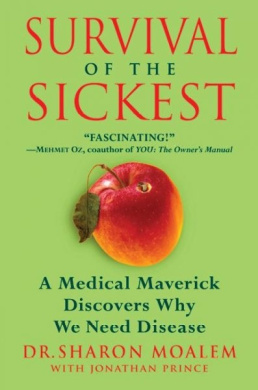 SURVIVAL
OF THE
SICKEST
“FASCINATING!”
—MEHMET OZ, coauthor of YOU: The Owner's Manual
A Medical Maverick
Discovers Why
We Need Disease
DR. SHARON MOALEM
WITH JONATHAN PRINCE